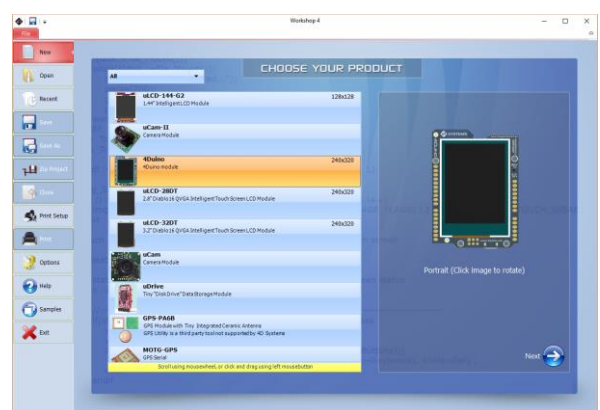 Workshop 4
File
New
Open
Recent
Save
Save As
Zip Project
Close
Print Setup
Print
Options
Help
Samples
Exit
CHOOSE YOUR PRODUCT
All
uLCD-144-G2 128x128
1.44" Intelligent LCD Module
uCam-II
Camera Module
4Duino 240x320
4Duino module
uLCD-28DT 240x320
2.8" Diablo16 QVGA Intelligent Touch Screen LCD Module
uLCD-32DT 240x320
3.2" Diablo16 QVGA Intelligent Touch Screen LCD Module
uCam
Camera Module
uDrive
Tiny "Disk Drive" Data Storage Module
GPS-PA6B
GPS Module with Tiny Integrated Ceramic Antenna
GPS Utility is a third party tool not supported by 4D Systems
MOTG-GPS
GPS Serial
Scroll using mousewheel, or click and drag using left mousebutton
Portrait (Click image to rotate)
Next